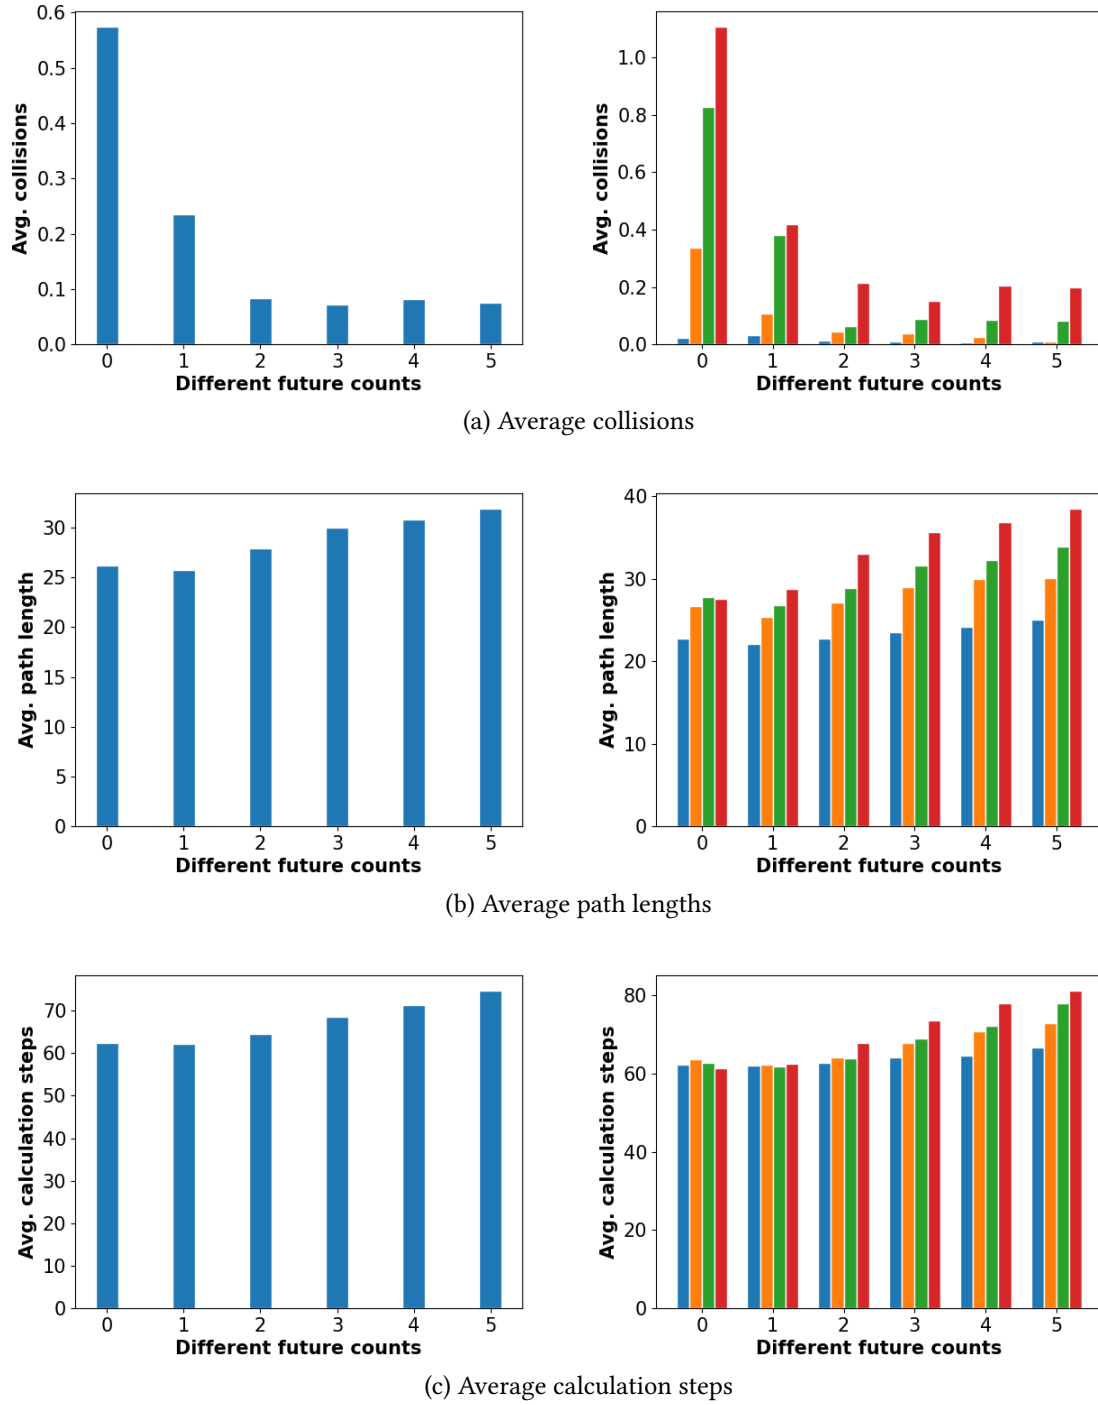 0.6
0.5
0.4
0.3
0.2
0.1
0.0
Avg. collisions
0 1 2 3 4 5
Different future counts
1.0
0.8
0.6
0.4
0.2
0.0
Avg. collisions
0 1 2 3 4 5
Different future counts
(a) Average collisions
30
25
20
15
10
5
0
Avg. path length
0 1 2 3 4 5
Different future counts
40
30
20
10
0
Avg. path length
0 1 2 3 4 5
Different future counts
(b) Average path lengths
70
60
50
40
30
20
10
0
Avg. calculation steps
0 1 2 3 4 5
Different future counts
80
60
40
20
0
Avg. calculation steps
0 1 2 3 4 5
Different future counts
(c) Average calculation steps